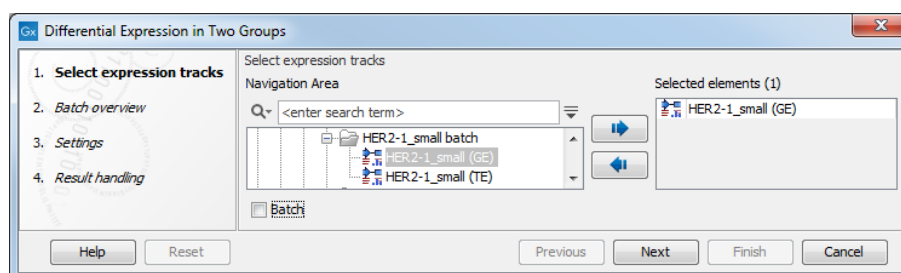 Gx Differential Expression in Two Groups
Select expression tracks
1. Select expression tracks
2. Batch overview
3. Settings
4. Result handling
Navigation Area
<enter search term>
HER2-1_small batch
HER2-1_small (GE)
HER2-1_small (TE)
Batch
Selected elements (1)
HER2-1_small (GE)
Help
Reset
Previous
Next
Finish
Cancel